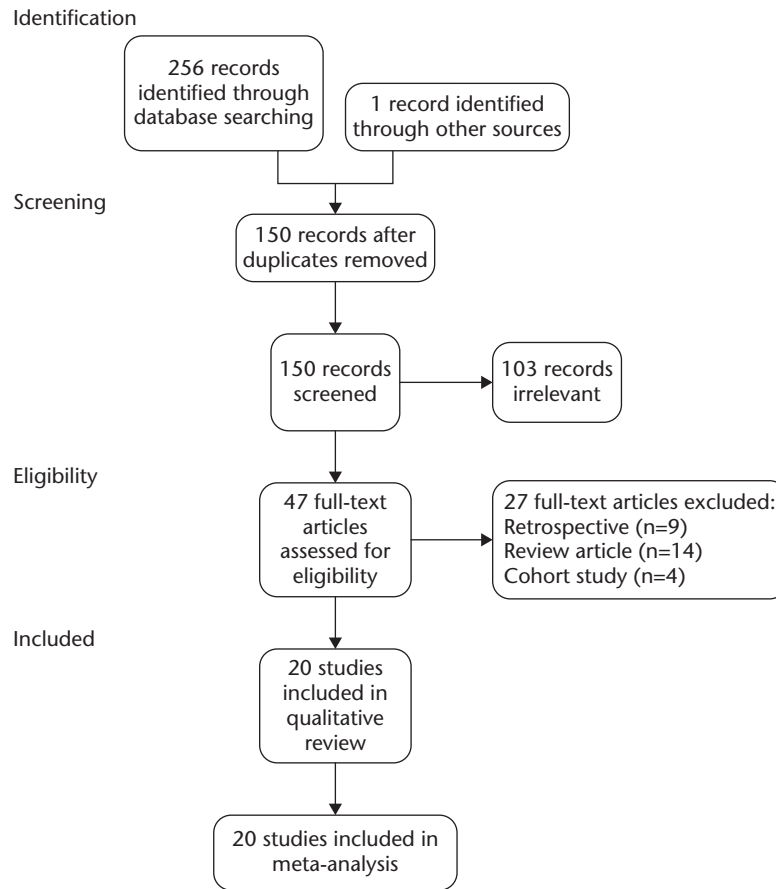 Identification
256 records
identified through
database searching
1 record identified
through other sources
Screening
150 records after
duplicates removed
150 records
screened
103 records
irrelevant
Eligibility
47 full-text
articles
assessed for
eligibility
27 full-text articles excluded:
Retrospective (n=9)
Review article (n=14)
Cohort study (n=4)
Included
20 studies
included in
qualitative
review
20 studies included in
meta-analysis